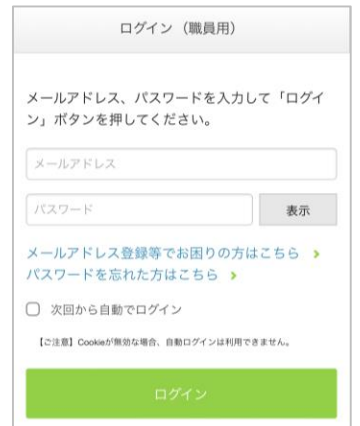 ログイン（職員用）
メールアドレス、パスワードを入力して「ログイ
ン」ボタンを押してください。
メールアドレス
パスワード
表示
メールアドレス登録等でお困りの方はこちら
パスワードを忘れた方はこちら
次回から自動でログイン
【ご注意】Cookieが無効な場合、自動ログインは利用できません。
ログイン